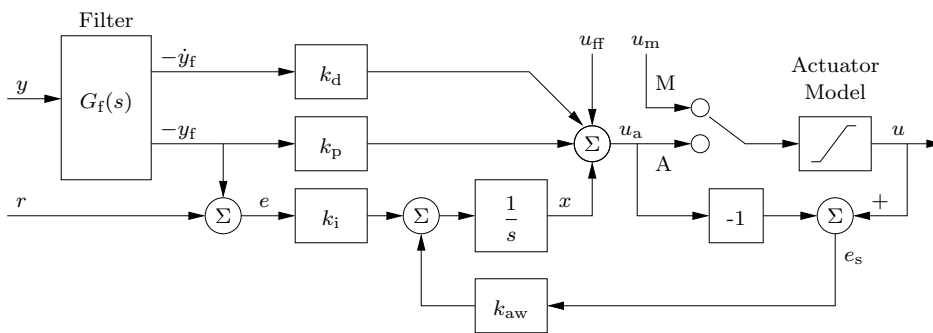 Filter
y
G_f(s)
−ẏ_f
−y_f
k_d
k_p
r
Σ
e
k_i
Σ
1
s
x
k_aw
u_ff
Σ
u_a
u_m
M
A
Actuator
Model
u
-1
Σ
+
e_s